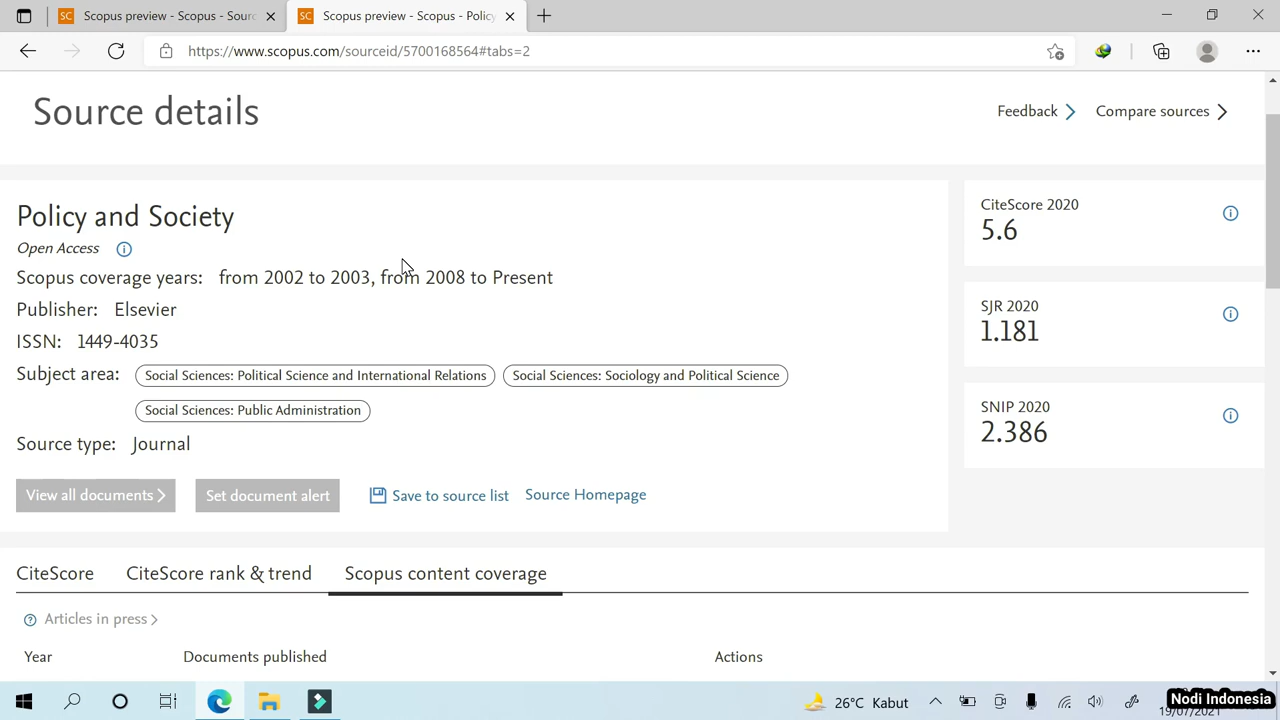 Scopus preview - Scopus - Sour
Scopus preview - Scopus - Policy
https://www.scopus.com/sourceid/5700168564#tabs=2
Source details
Feedback
Compare sources
Policy and Society
Open Access
Scopus coverage years: from 2002 to 2003, from 2008 to Present
Publisher: Elsevier
ISSN: 1449-4035
Subject area: Social Sciences: Political Science and International Relations Social Sciences: Sociology and Political Science
Social Sciences: Public Administration
Source type: Journal
View all documents
Set document alert
Save to source list
Source Homepage
CiteScore 2020
5.6
SJR 2020
1.181
SNIP 2020
2.386
CiteScore CiteScore rank & trend Scopus content coverage
Articles in press
Year Documents published Actions
26°C Kabut
Nodi Indonesia
19/07/2021